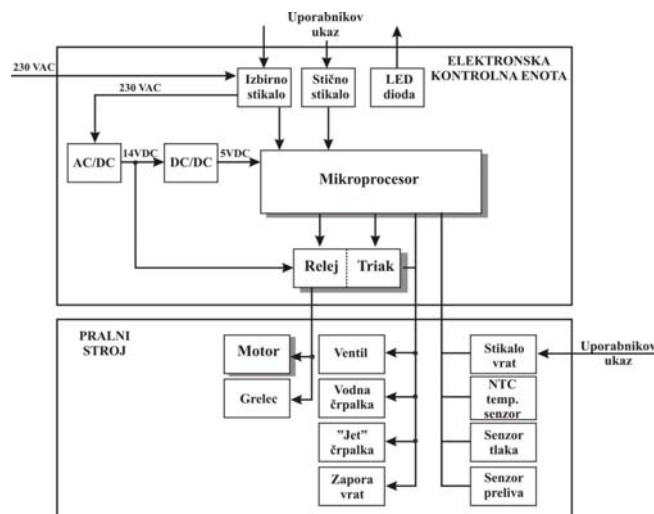 Uporabnikov
ukaz
ELEKTRONSKA
KONTROLNA ENOTA
230 VAC
230 VAC
Izbirno
stikalo
Stično
stikalo
LED
dioda
AC/DC
14VDC
DC/DC
5VDC
Mikroprocesor
Relej
Triak
PRALNI
STROJ
Motor
Grelec
Ventil
Vodna
črpalka
"Jet"
črpalka
Zapora
vrat
Stikalo
vrat
NTC
temp.
senzor
Senzor
tlaka
Senzor
preliva
Uporabnikov
ukaz